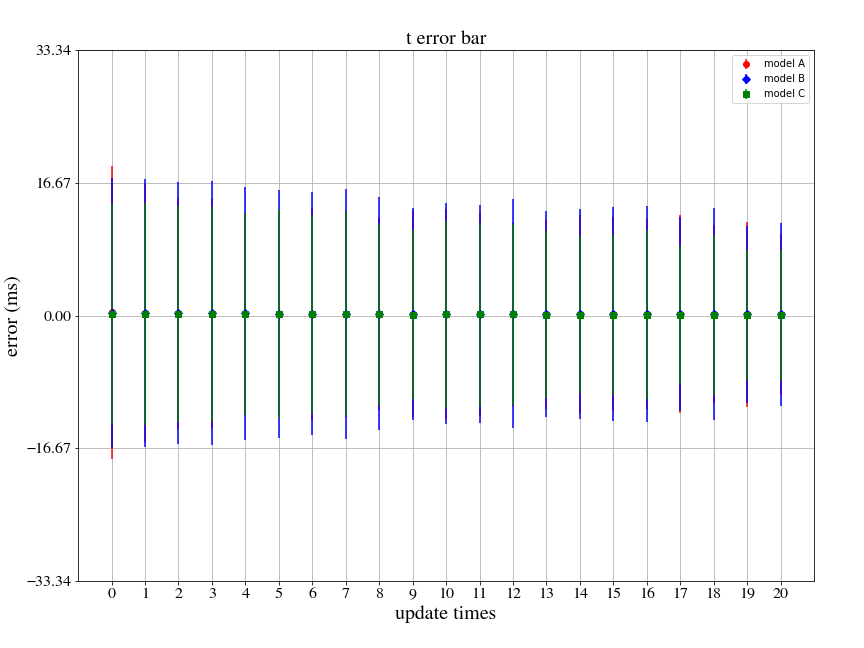 t error bar
33.34
16.67
0.00
−16.67
−33.34
error (ms)
model A
model B
model C
0 1 2 3 4 5 6 7 8 9 10 11 12 13 14 15 16 17 18 19 20
update times